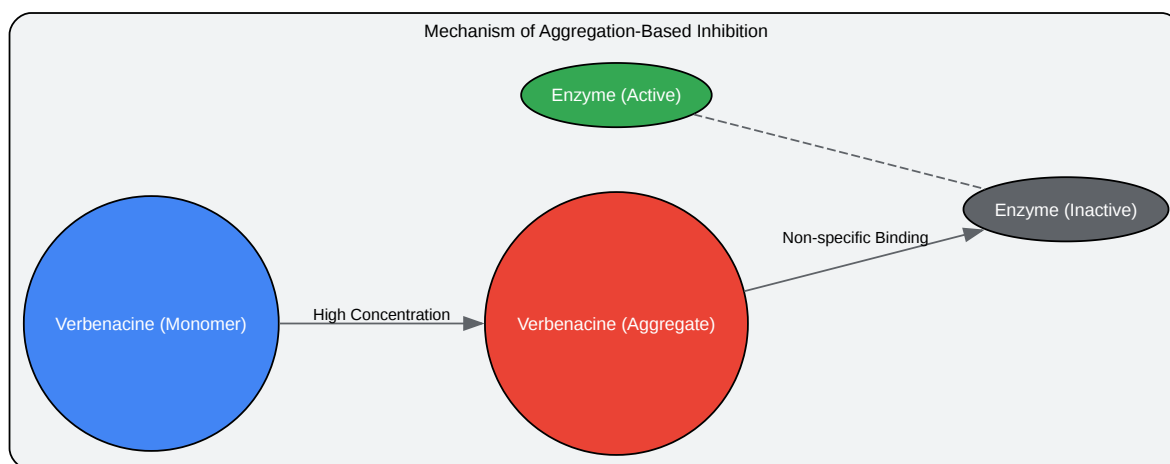 Mechanism of Aggregation-Based Inhibition
Enzyme (Active)
Enzyme (Inactive)
Non-specific Binding
Verbenacine (Monomer)
High Concentration
Verbenacine (Aggregate)